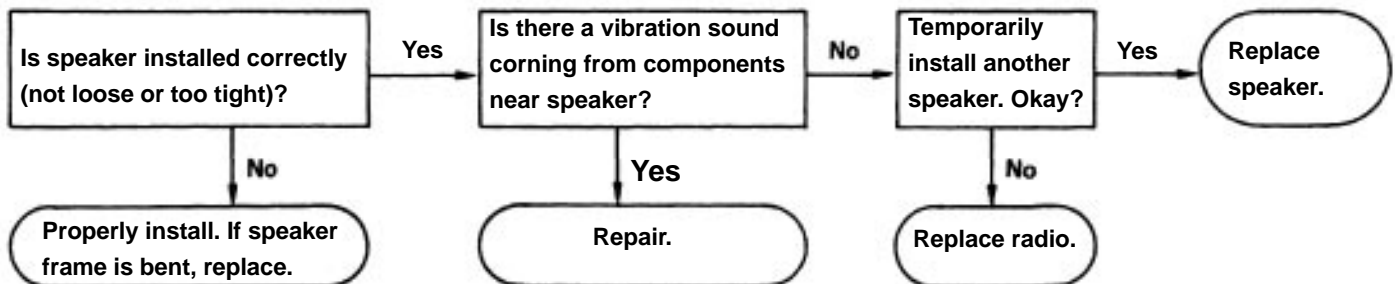 Is speaker installed correctly
(not loose or too tight)?
Yes
Is there a vibration sound
corning from components
near speaker?
No
Temporarily
install another
speaker. Okay?
Yes
Replace
speaker.
No
Yes
No
Properly install. If speaker
frame is bent, replace.
Repair.
Replace radio.